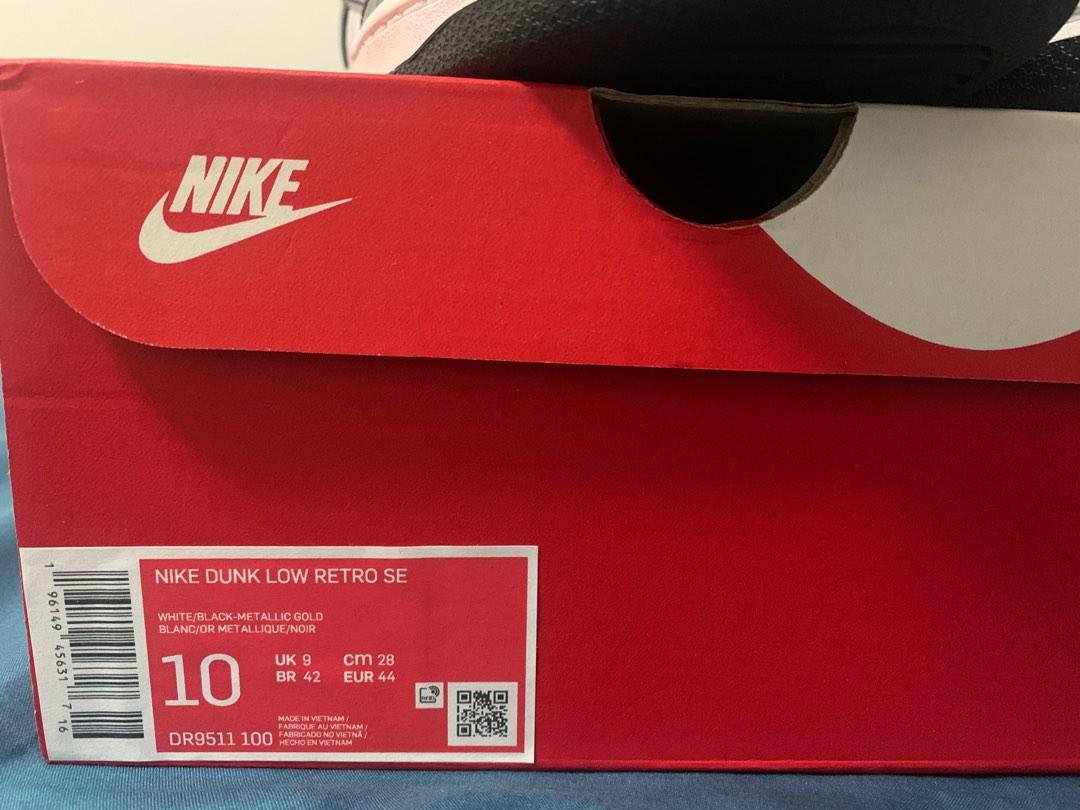 NIKE
NIKE DUNK LOW RETRO SE
WHITE/BLACK-METALLIC GOLD
BLANC/OR METALLIQUE/NOIR
10
UK 9 cm 28
BR 42 EUR 44
MADE IN VIETNAM /
FABRIQUE AU VIETNAM /
FABRICADO NO VIETNÃ /
HECHO EN VIETNAM
DR9511 100
1 96149 45631 7 16